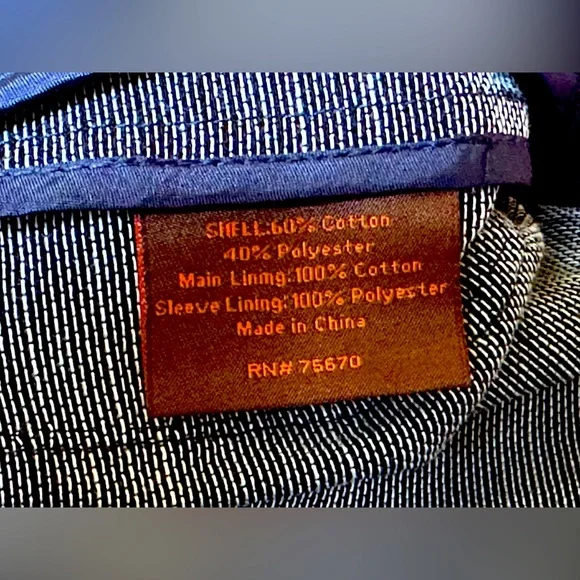 SHELL:60% Cotton
40% Polyester
Main Lining:100% Cotton
Sleeve Lining:100% Polyester
Made in China
RN# 75670